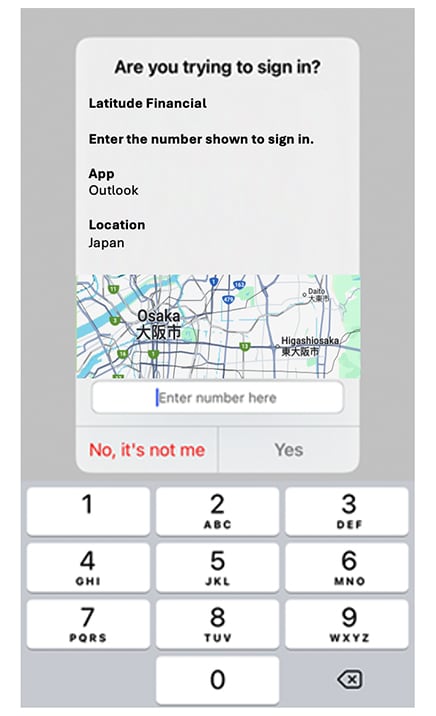 Are you trying to sign in?
Latitude Financial
Enter the number shown to sign in.
App
Outlook
Location
Japan
11
1
163
479
Daito
大東市
3
Osaka
大阪市
Higashiosaka
東大阪市
13
16
1
Enter number here
No, it's not me
Yes
1
2
ABC
3
DEF
4
GHI
5
JKL
6
MNO
7
PQRS
8
TUV
9
WXYZ
0